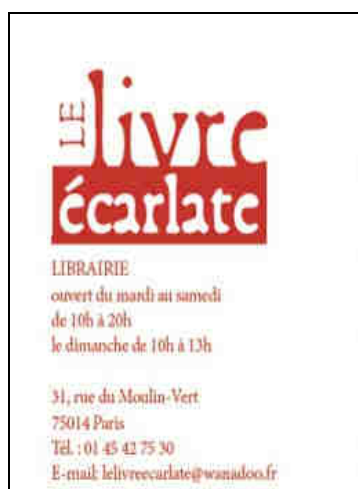 LE livre
écarlate
LIBRAIRIE
ouvert du mardi au samedi
de 10h à 20h
le dimanche de 10h à 13h
31, rue du Moulin-Vert
75014 Paris
Tél. : 01 45 42 75 30
E-mail: lelivreecarlate@wanadoo.fr